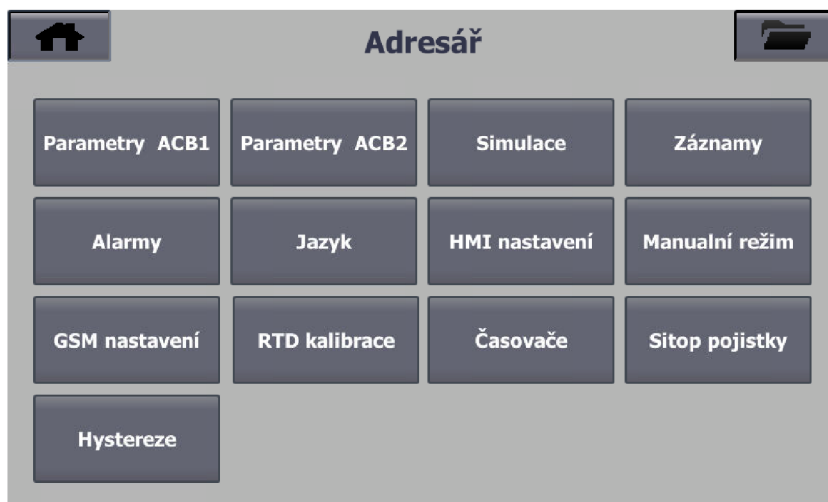 Adresář
Parametry ACB1
Parametry ACB2
Simulace
Záznamy
Alarmy
Jazyk
HMI nastavení
Manualní režim
GSM nastavení
RTD kalibrace
Časovače
Sitop pojistky
Hystereze